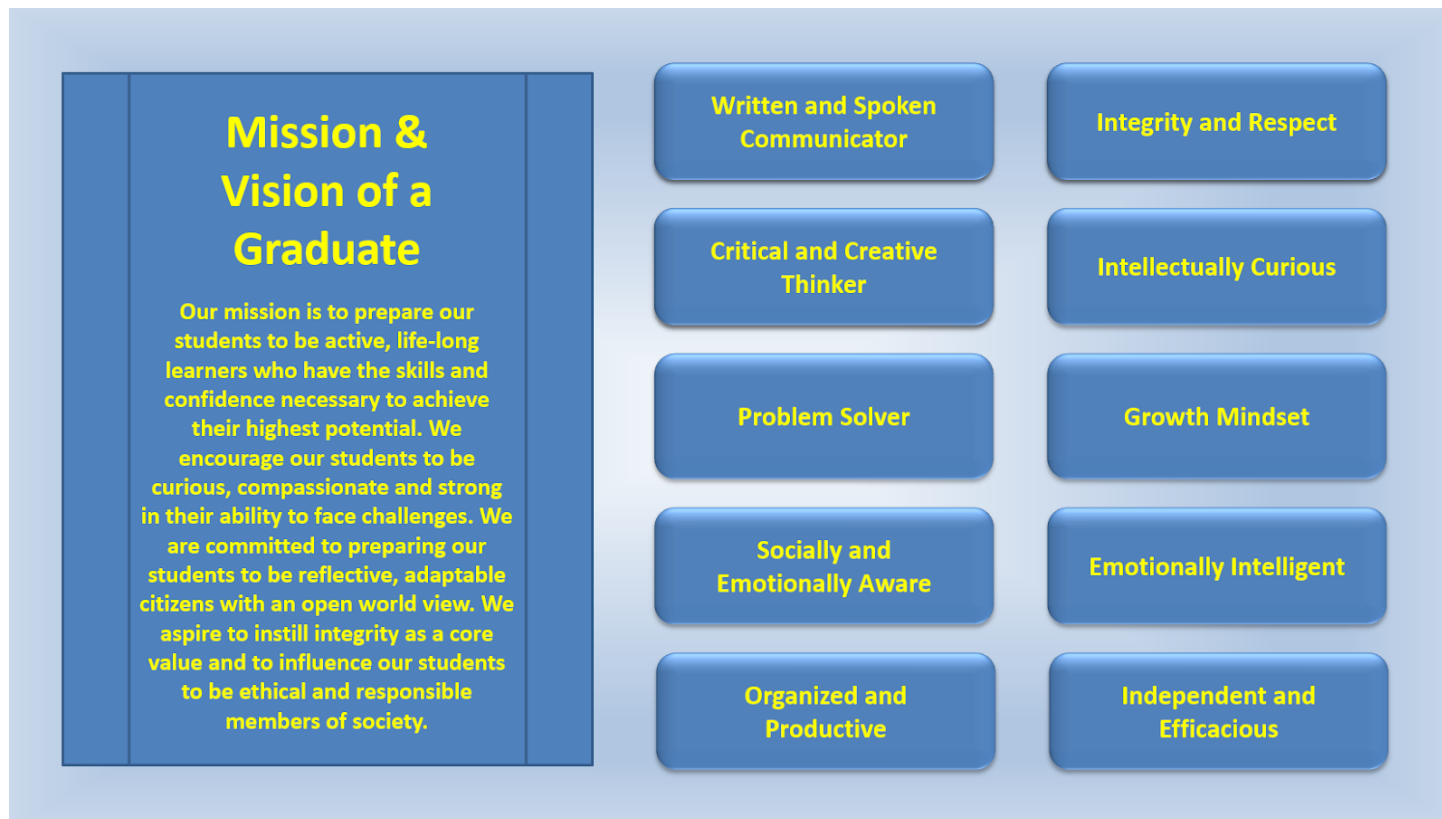 Mission &
Vision of a
Graduate
Our mission is to prepare our
students to be active, life-long
learners who have the skills and
confidence necessary to achieve
their highest potential. We
encourage our students to be
curious, compassionate and strong
in their ability to face challenges. We
are committed to preparing our
students to be reflective, adaptable
citizens with an open world view. We
aspire to instill integrity as a core
value and to influence our students
to be ethical and responsible
members of society.
Written and Spoken
Communicator
Integrity and Respect
Critical and Creative
Thinker
Intellectually Curious
Problem Solver
Growth Mindset
Socially and
Emotionally Aware
Emotionally Intelligent
Organized and
Productive
Independent and
Efficacious